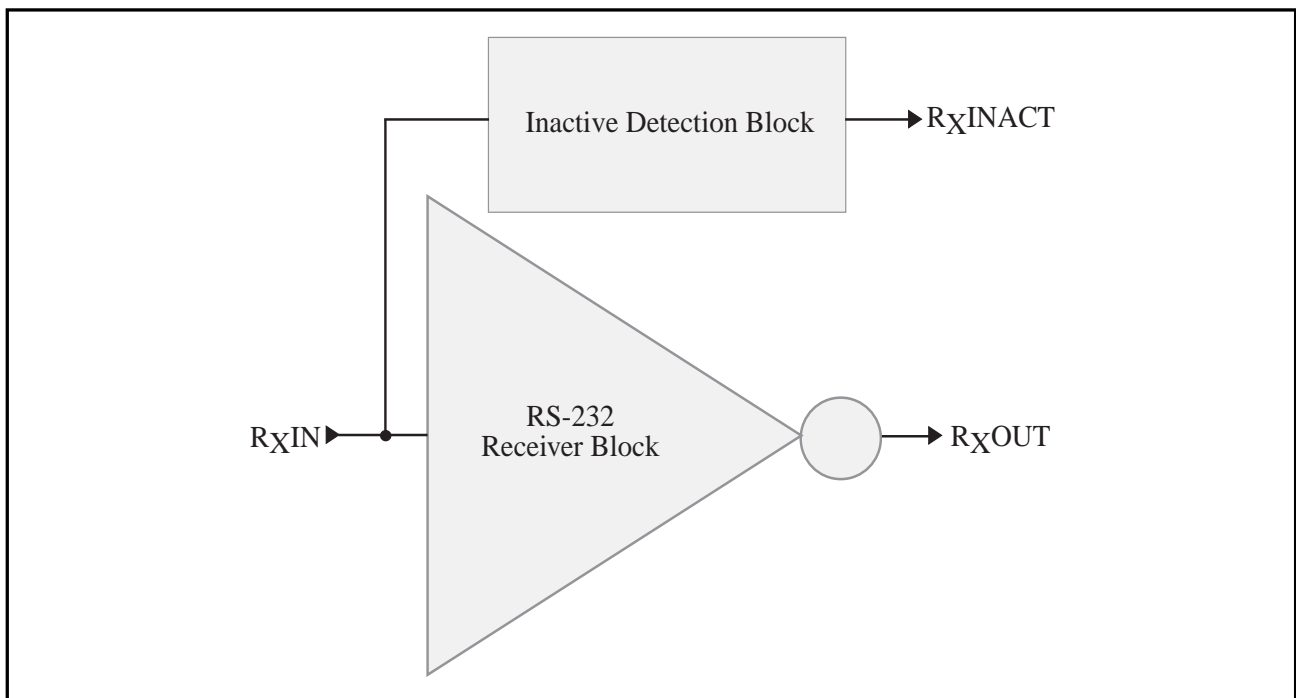 Inactive Detection Block
RXINACT
RS-232
Receiver Block
RXIN
RXOUT